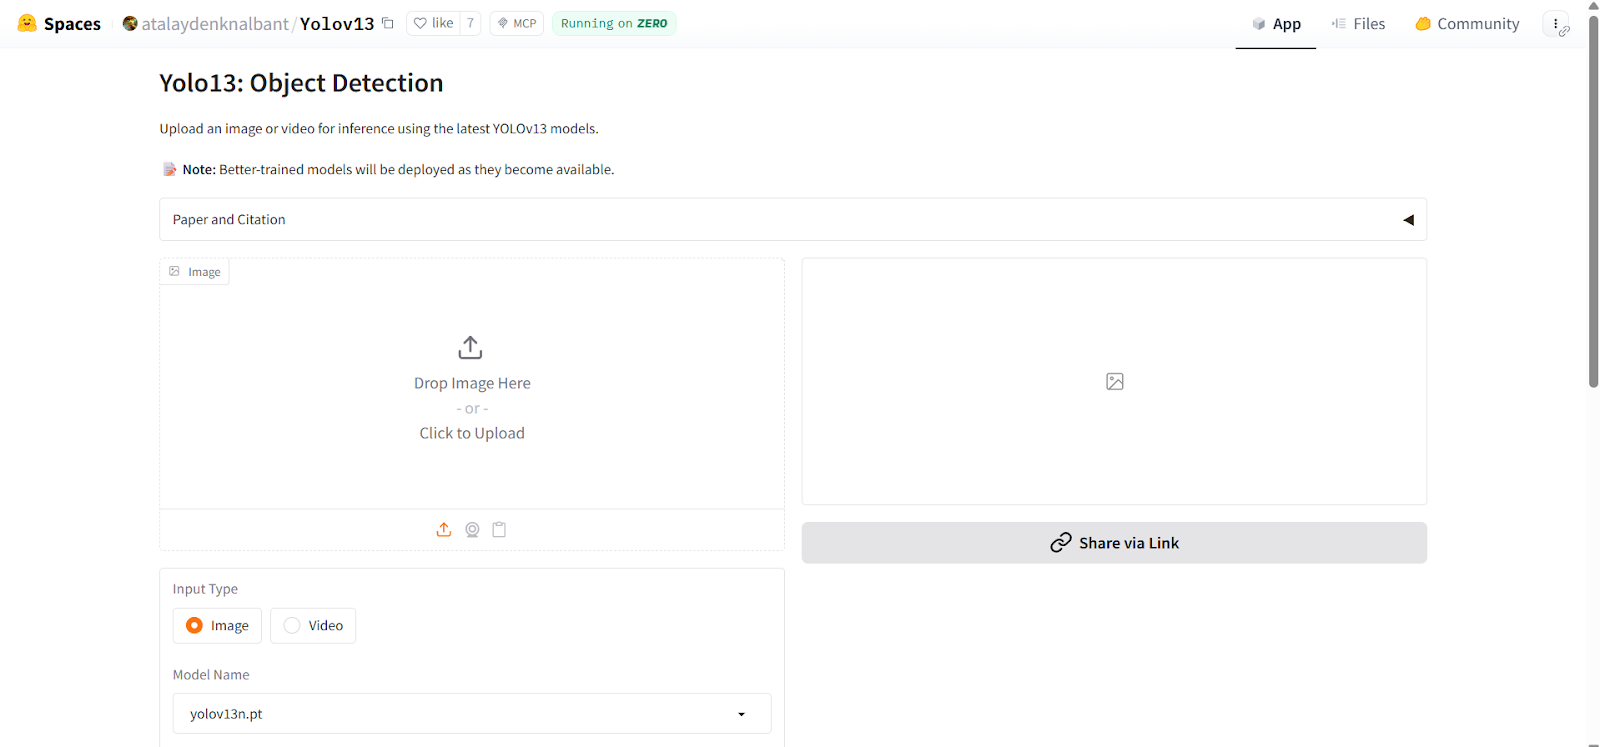 Spaces
atalaydenknalbant/Yolov13
like 7
MCP
Running on ZERO
App
Files
Community
Yolo13: Object Detection
Upload an image or video for inference using the latest YOLOv13 models.
Note: Better-trained models will be deployed as they become available.
Paper and Citation
Image
Drop Image Here
- or -
Click to Upload
Share via Link
Input Type
Image
Video
Model Name
yolov13n.pt